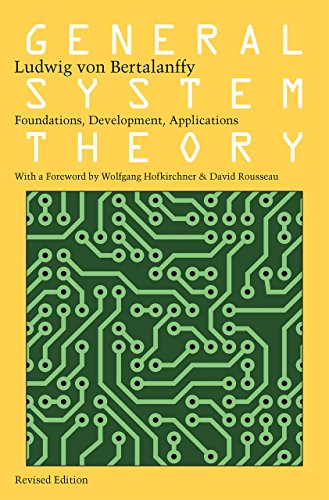 GENERAL
Ludwig von Bertalanffy
SYSTEM
Foundations, Development, Applications
THEORY
With a Foreword by Wolfgang Hofkirchner & David Rousseau
Revised Edition